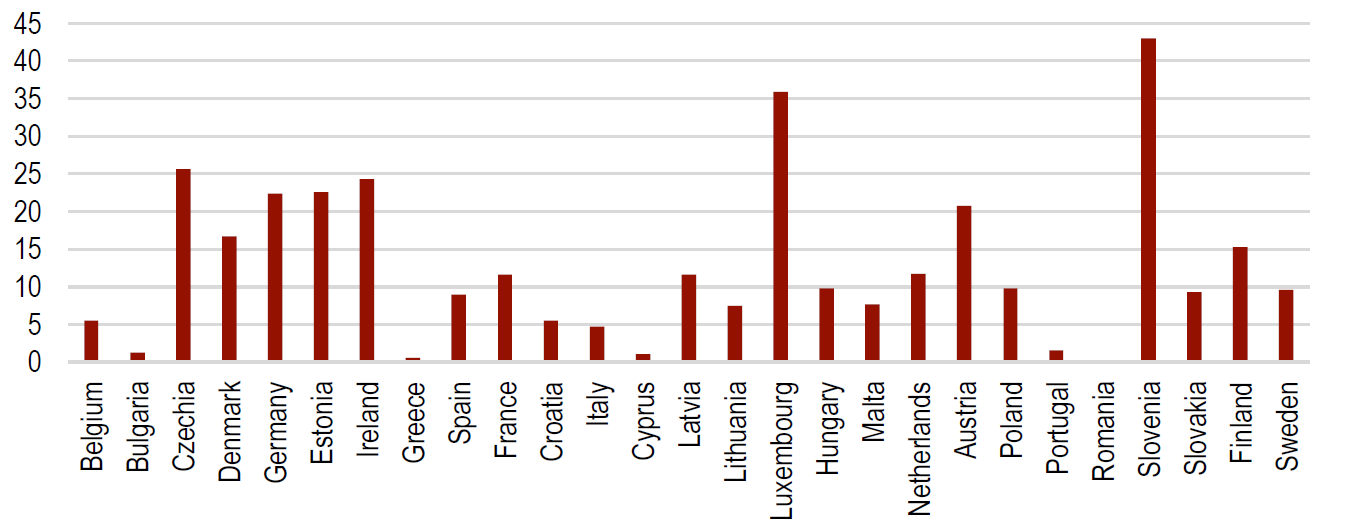 45
40
35
30
25
20
15
10
5
0
Belgium
Bulgaria
Czechia
Denmark
Germany
Estonia
Ireland
Greece
Spain
France
Croatia
Italy
Cyprus
Latvia
Lithuania
Luxembourg
Hungary
Malta
Netherlands
Austria
Poland
Portugal
Romania
Slovenia
Slovakia
Finland
Sweden